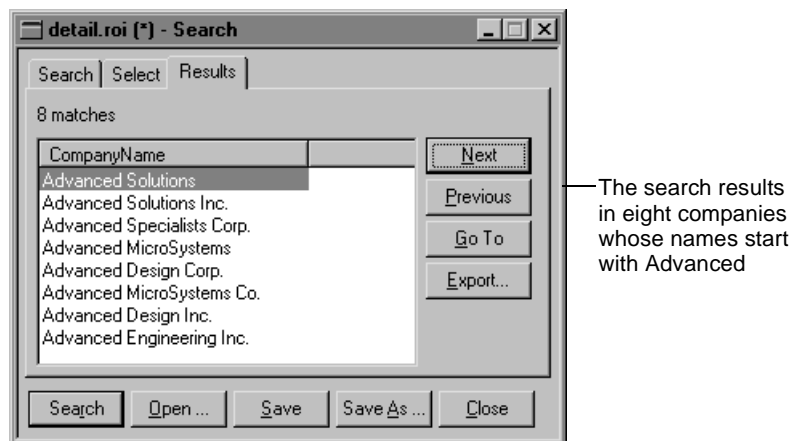 detail.roi (*) - Search
Search Select Results
8 matches
CompanyName
Advanced Solutions
Advanced Solutions Inc.
Advanced Specialists Corp.
Advanced MicroSystems
Advanced Design Corp.
Advanced MicroSystems Co.
Advanced Design Inc.
Advanced Engineering Inc.
Next
Previous
Go To
Export...
Search Open ... Save Save As ... Close
The search results
in eight companies
whose names start
with Advanced